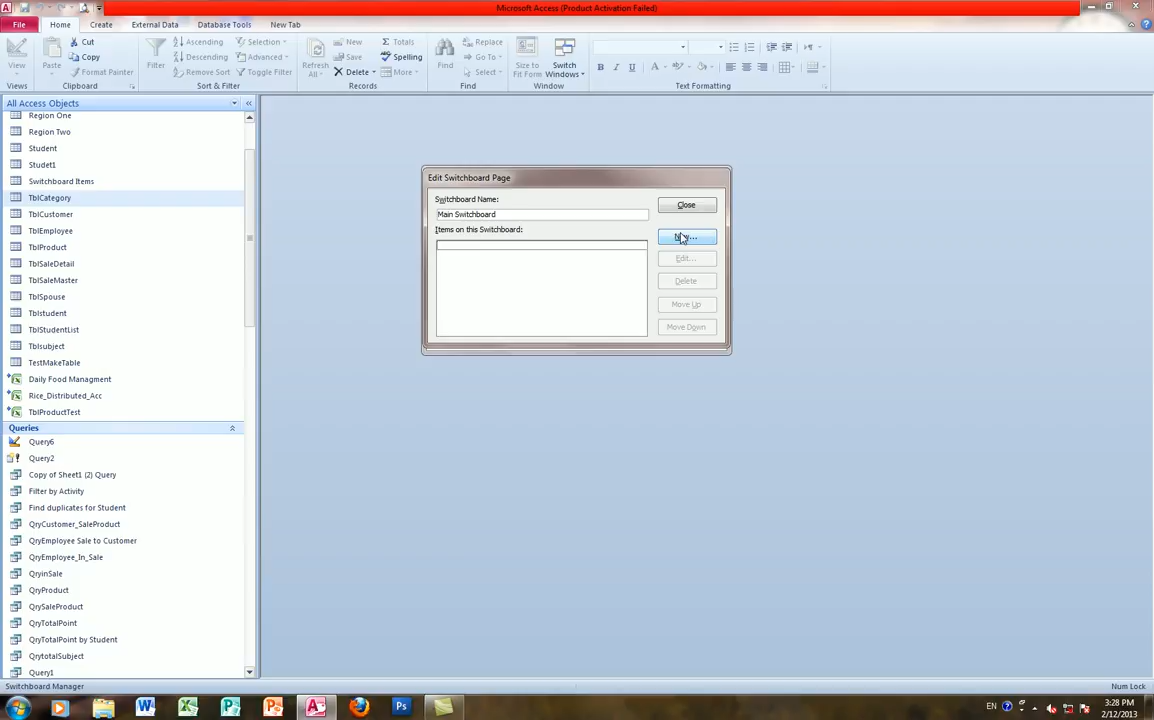 Microsoft Access (Product Activation Failed)
File Home Create External Data Database Tools New Tab
View
Views
Paste
Cut
Copy
Format Painter
Clipboard
Filter
Ascending
Descending
Remove Sort
Selection
Advanced
Toggle Filter
Sort & Filter
Refresh All
New
Save
Delete
Totals
Spelling
More
Records
Find
Replace
Go To
Select
Find
Size to Fit Form
Switch Windows
Window
Text Formatting
All Access Objects
Region One
Region Two
Student
Studet1
Switchboard Items
TblCategory
TblCustomer
TblEmployee
TblProduct
TblSaleDetail
TblSaleMaster
TblSpouse
Tblstudent
TblStudentList
Tblsubject
TestMakeTable
Daily Food Managment
Rice_Distributed_Acc
TblProductTest
Queries
Query6
Query2
Copy of Sheet1 (2) Query
Filter by Activity
Find duplicates for Student
QryCustomer_SaleProduct
QryEmployee Sale to Customer
QryEmployee_In_Sale
QryinSale
QryProduct
QrySaleProduct
QryTotalPoint
QryTotalPoint by Student
QrytotalSubject
Query1
Edit Switchboard Page
Switchboard Name:
Main Switchboard
Items on this Switchboard:
Close
Edit...
Delete
Move Up
Move Down
Switchboard Manager
Num Lock
EN
3:28 PM
2/12/2013